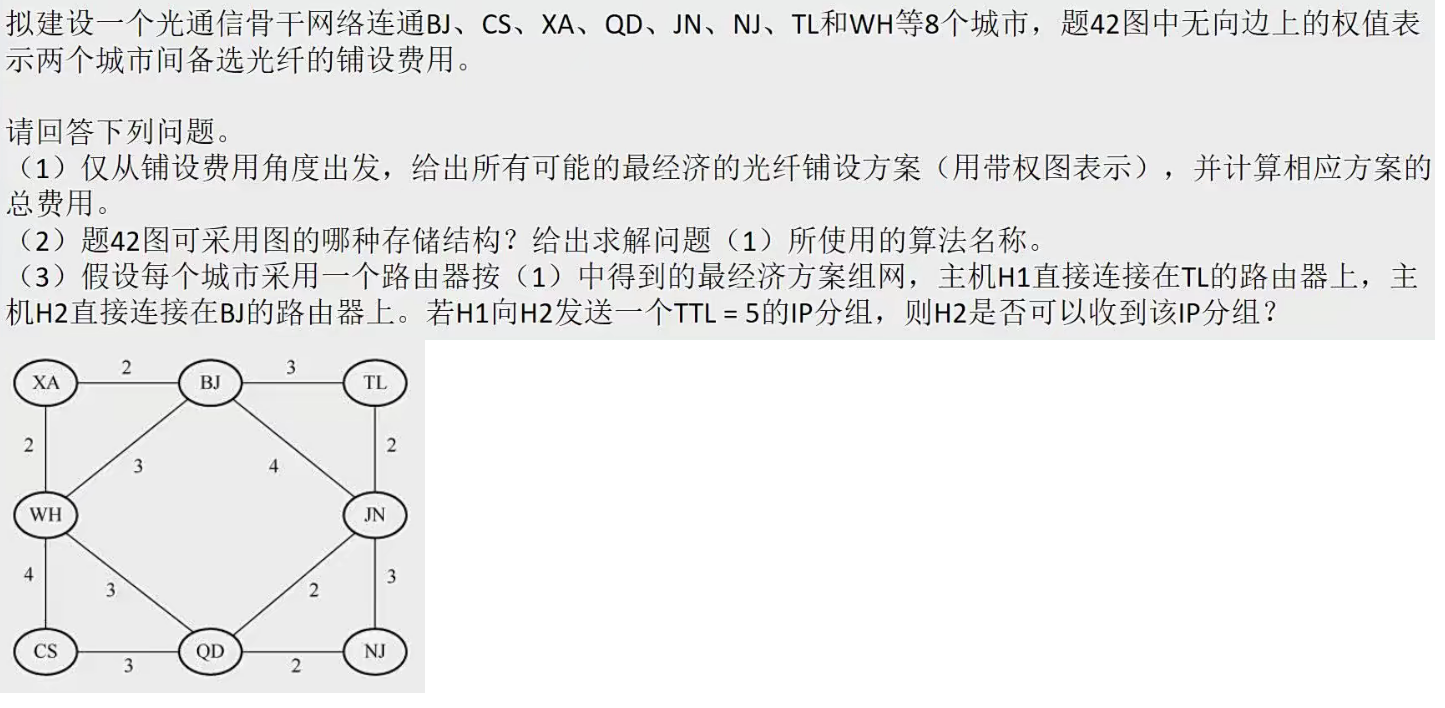 拟建设一个光通信骨干网络连通BJ、CS、XA、QD、JN、NJ、TL和WH等8个城市，题42图中无向边上的权值表
示两个城市间备选光纤的铺设费用。
请回答下列问题。
（1）仅从铺设费用角度出发，给出所有可能的最经济的光纤铺设方案（用带权图表示），并计算相应方案的
总费用。
（2）题42图可采用图的哪种存储结构？给出求解问题（1）所使用的算法名称。
（3）假设每个城市采用一个路由器按（1）中得到的最经济方案组网，主机H1直接连接在TL的路由器上，主
机H2直接连接在BJ的路由器上。若H1向H2发送一个TTL = 5的IP分组，则H2是否可以收到该IP分组？
XA 2 BJ 3 TL
2 2
3 4
WH JN
4 3
3 2
CS 3 QD 2 NJ